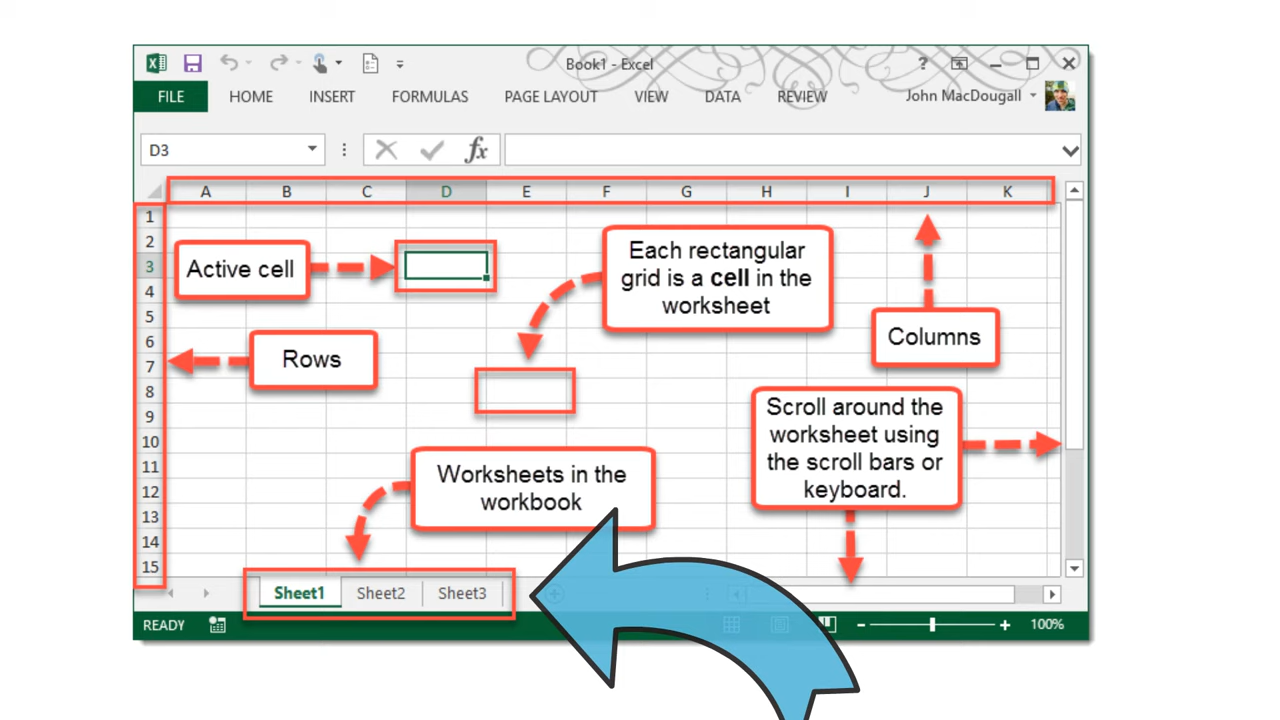 Book1 - Excel
?
FILE HOME INSERT FORMULAS PAGE LAYOUT VIEW DATA REVIEW John MacDougall
D3
fx
A B C D E F G H I J K
1
2
3
4
5
6
7
8
9
10
11
12
13
14
15
Active cell
Each rectangular
grid is a cell in the
worksheet
Columns
Rows
Scroll around the
worksheet using
the scroll bars or
keyboard.
Worksheets in the
workbook
Sheet1 Sheet2 Sheet3
READY
100%